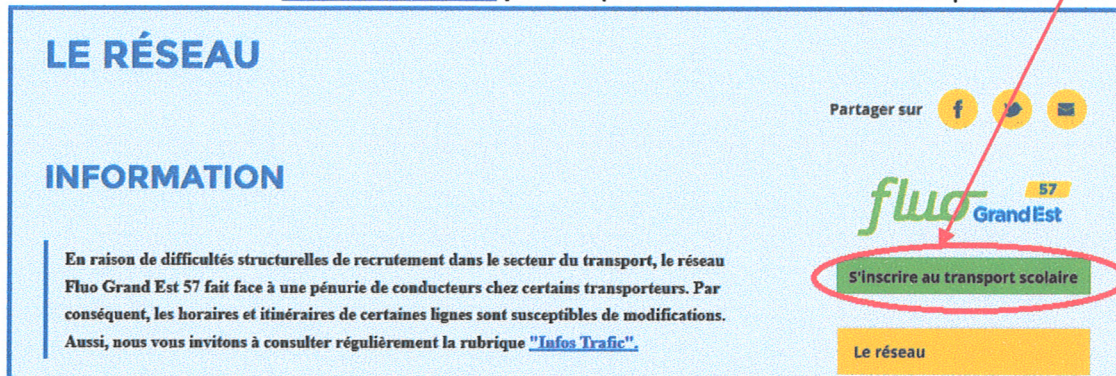 LE RÉSEAU
Partager sur
INFORMATION
fluo 57
Grand Est
En raison de difficultés structurelles de recrutement dans le secteur du transport, le réseau
Fluo Grand Est 57 fait face à une pénurie de conducteurs chez certains transporteurs. Par
conséquent, les horaires et itinéraires de certaines lignes sont susceptibles de modifications.
Aussi, nous vous invitons à consulter régulièrement la rubrique "Infos Trafic".
S'inscrire au transport scolaire
Le réseau